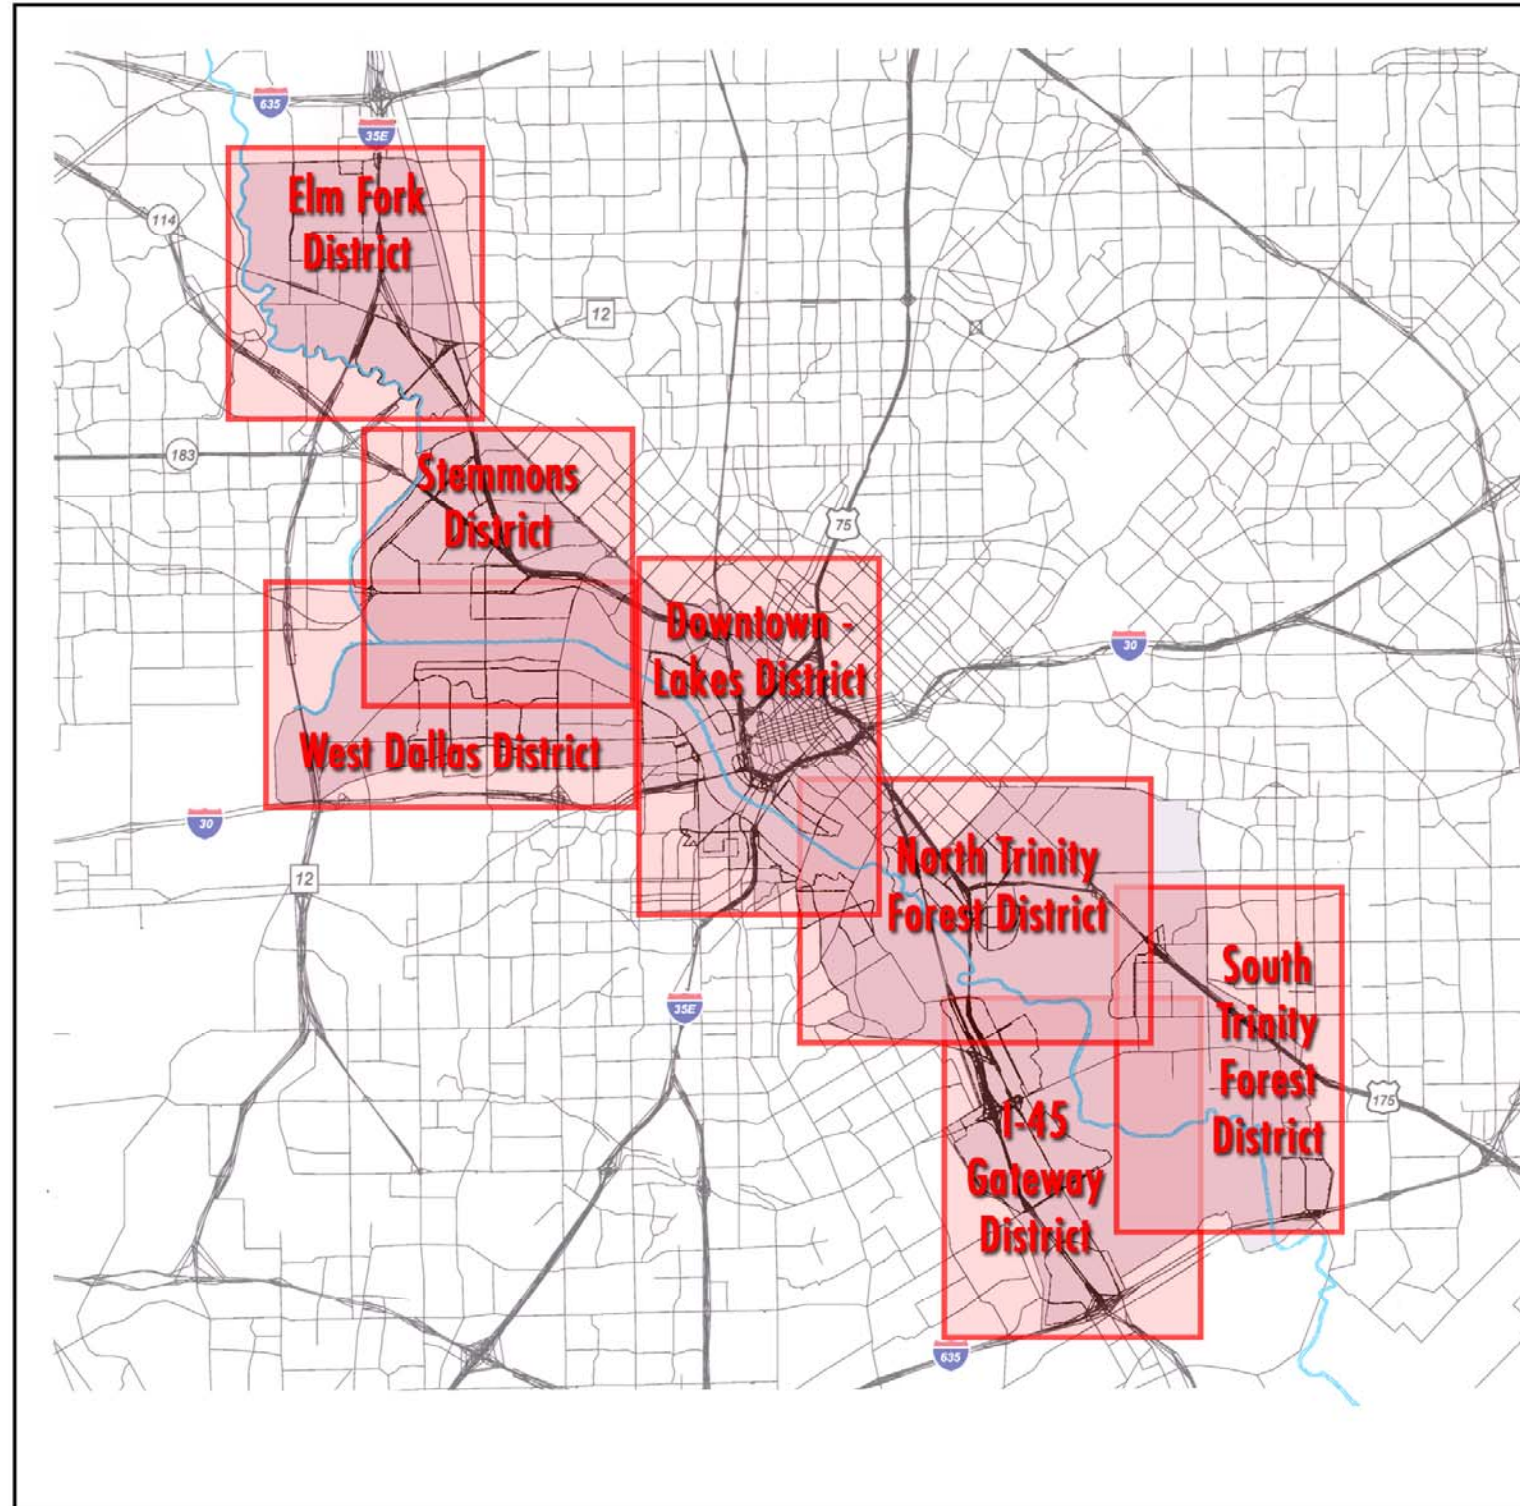 635
35E
Elm Fork
District
114
12
183
Stemmons
District
75
Downtown -
Lakes District
30
West Dallas District
30
North Trinity
Forest District
12
South
Trinity
Forest
District
35E
175
I-45
Gateway
District
635